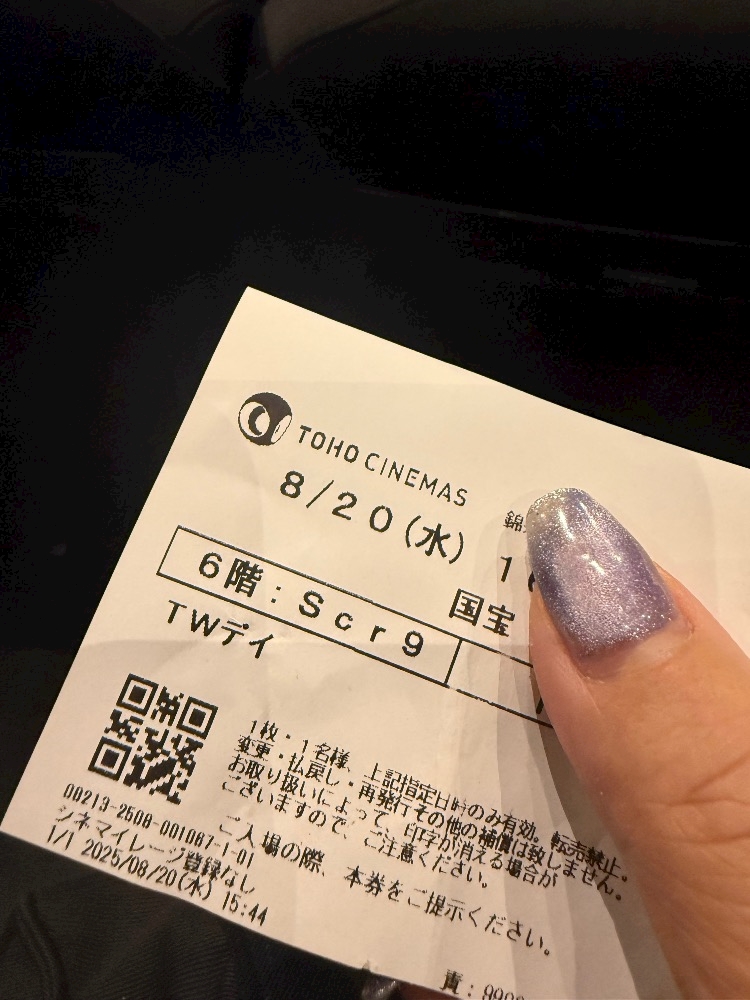 TOHO CINEMAS
8/20(水)
国宝
6階:Scr9
TWデイ
1枚・1名様、上記指定日時のみ有効。転売禁止。
変更・払戻し・再発行その他の補償は致しません。
お取り扱いによって、印字が消える場合が
ございますので、ご注意ください。
ご入場の際、本券をご提示ください。
00213-2508-001067-1-01
シネマイレージ登録なし
1/1 2025/08/20(水) 15:44
責: